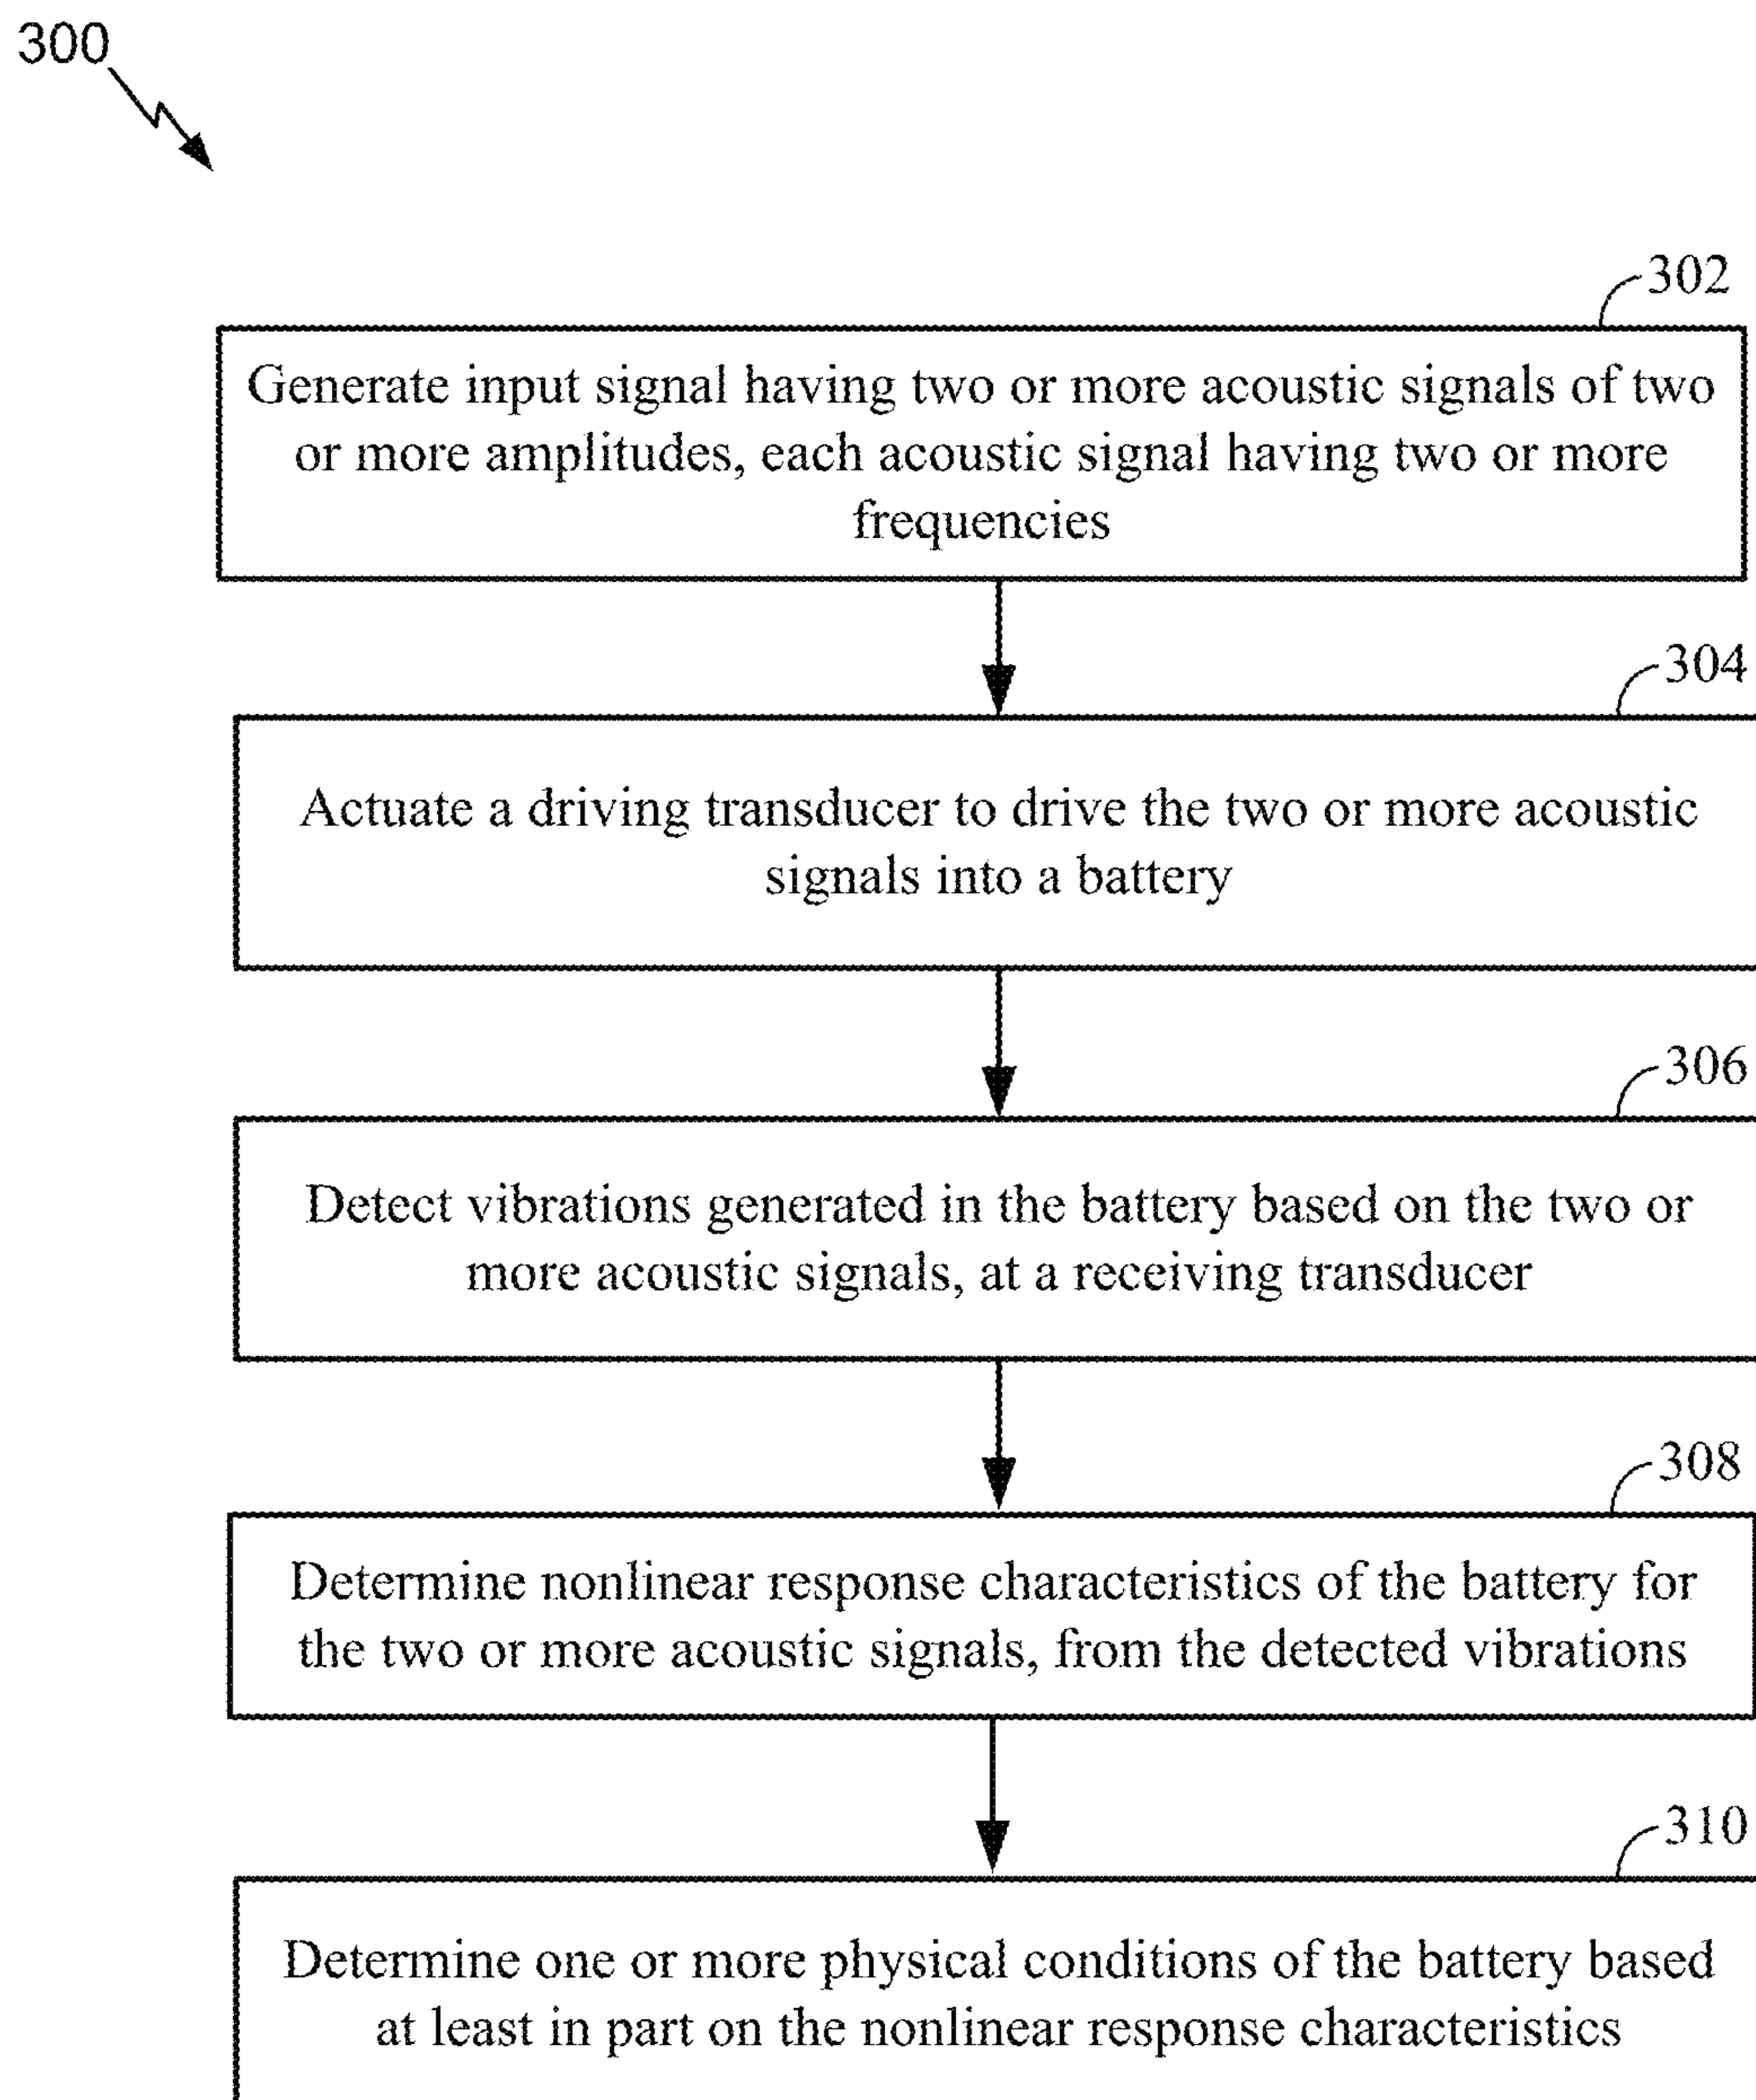 300
302
Generate input signal having two or more acoustic signals of two
or more amplitudes, each acoustic signal having two or more
frequencies
304
Actuate a driving transducer to drive the two or more acoustic
signals into a battery
306
Detect vibrations generated in the battery based on the two or
more acoustic signals, at a receiving transducer
308
Determine nonlinear response characteristics of the battery for
the two or more acoustic signals, from the detected vibrations
310
Determine one or more physical conditions of the battery based
at least in part on the nonlinear response characteristics